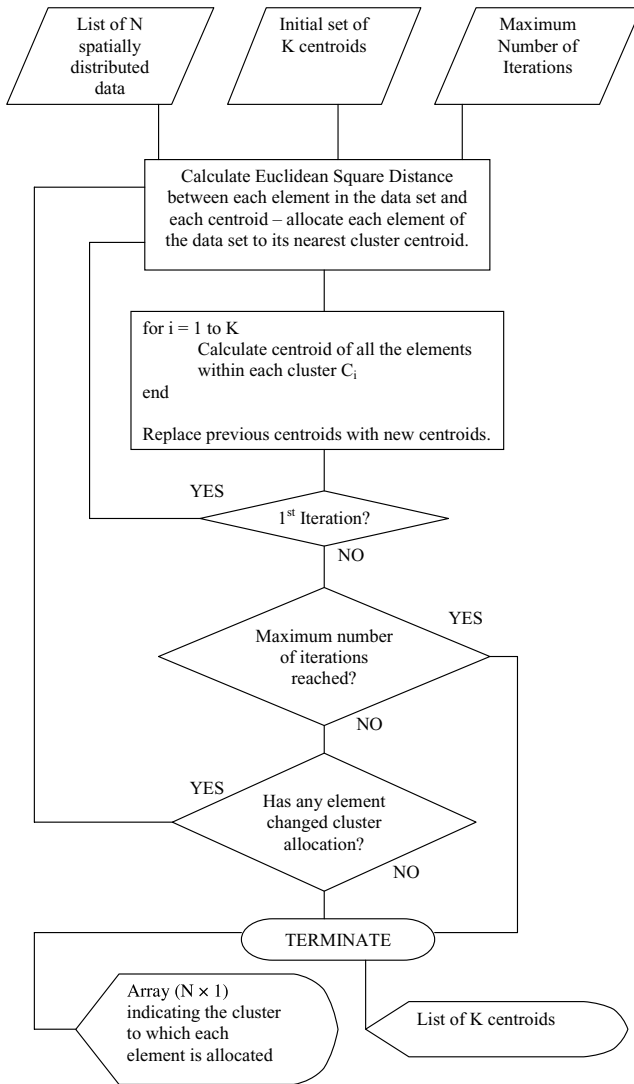 List of N
spatially
distributed
data
Initial set of
K centroids
Maximum
Number of
Iterations
Calculate Euclidean Square Distance
between each element in the data set and
each centroid – allocate each element of
the data set to its nearest cluster centroid.
for i = 1 to K
Calculate centroid of all the elements
within each cluster Ci
end
Replace previous centroids with new centroids.
YES
1st Iteration?
NO
YES
Maximum number
of iterations
reached?
NO
YES
Has any element
changed cluster
allocation?
NO
TERMINATE
Array (N × 1)
indicating the cluster
to which each
element is allocated
List of K centroids